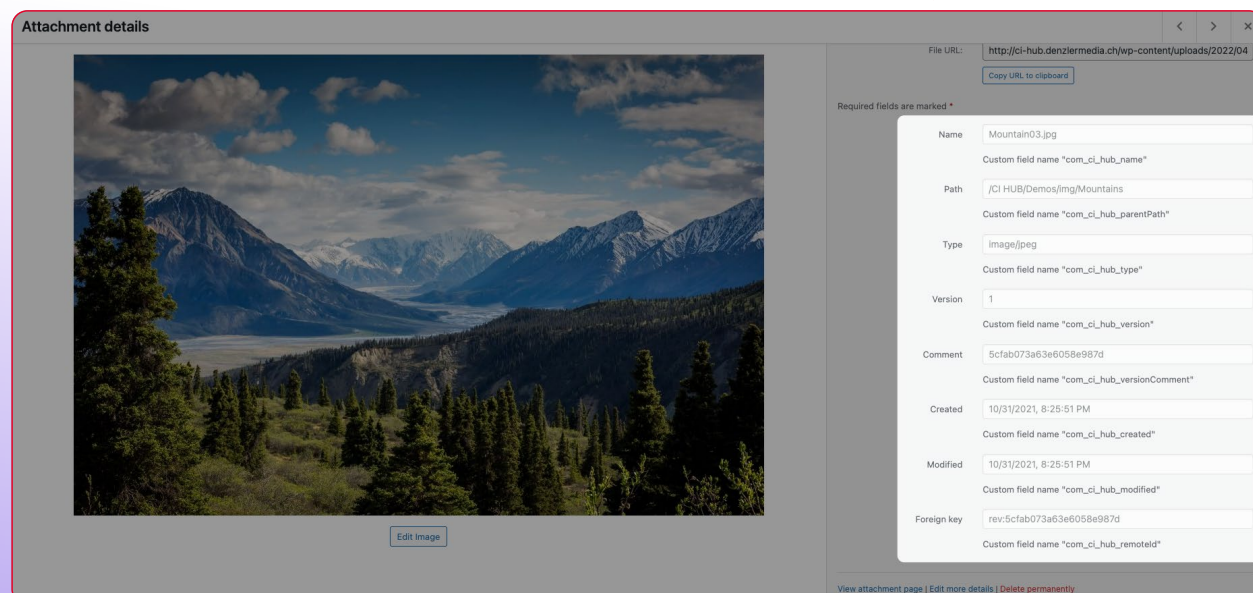 Attachment details
File URL:
http://ci-hub.denzlermedia.ch/wp-content/uploads/2022/04
Copy URL to clipboard
Required fields are marked *
Name
Mountain03.jpg
Custom field name "com_ci_hub_name"
Path
/CI HUB/Demos/img/Mountains
Custom field name "com_ci_hub_parentPath"
Type
image/jpeg
Custom field name "com_ci_hub_type"
Version
1
Custom field name "com_ci_hub_version"
Comment
5cfab073a63e6058e987d
Custom field name "com_ci_hub_versionComment"
Created
10/31/2021, 8:25:51 PM
Custom field name "com_ci_hub_created"
Modified
10/31/2021, 8:25:51 PM
Custom field name "com_ci_hub_modified"
Foreign key
rev:5cfab073a63e6058e987d
Custom field name "com_ci_hub_remoteId"
Edit Image
View attachment page | Edit more details | Delete permanently